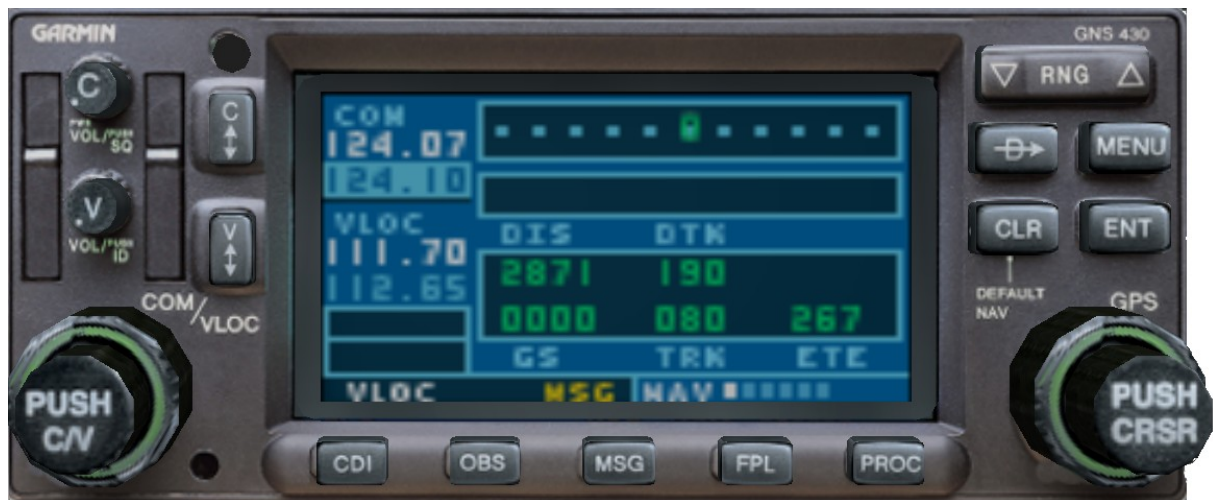 GARMIN
GNS 430
C
PWR
VOL/PUSH
SQ
C
RNG
V
VOL/PUSH
ID
V
COM/
VLOC
COM
124.07
124.10
VLOC
111.70
112.65
DIS DTK
2871 190
0000 080 267
GS TRK ETE
VLOC MSG NAV
D MENU
CLR ENT
DEFAULT
NAV
GPS
PUSH
C/V
PUSH
CRSR
CDI OBS MSG FPL PROC